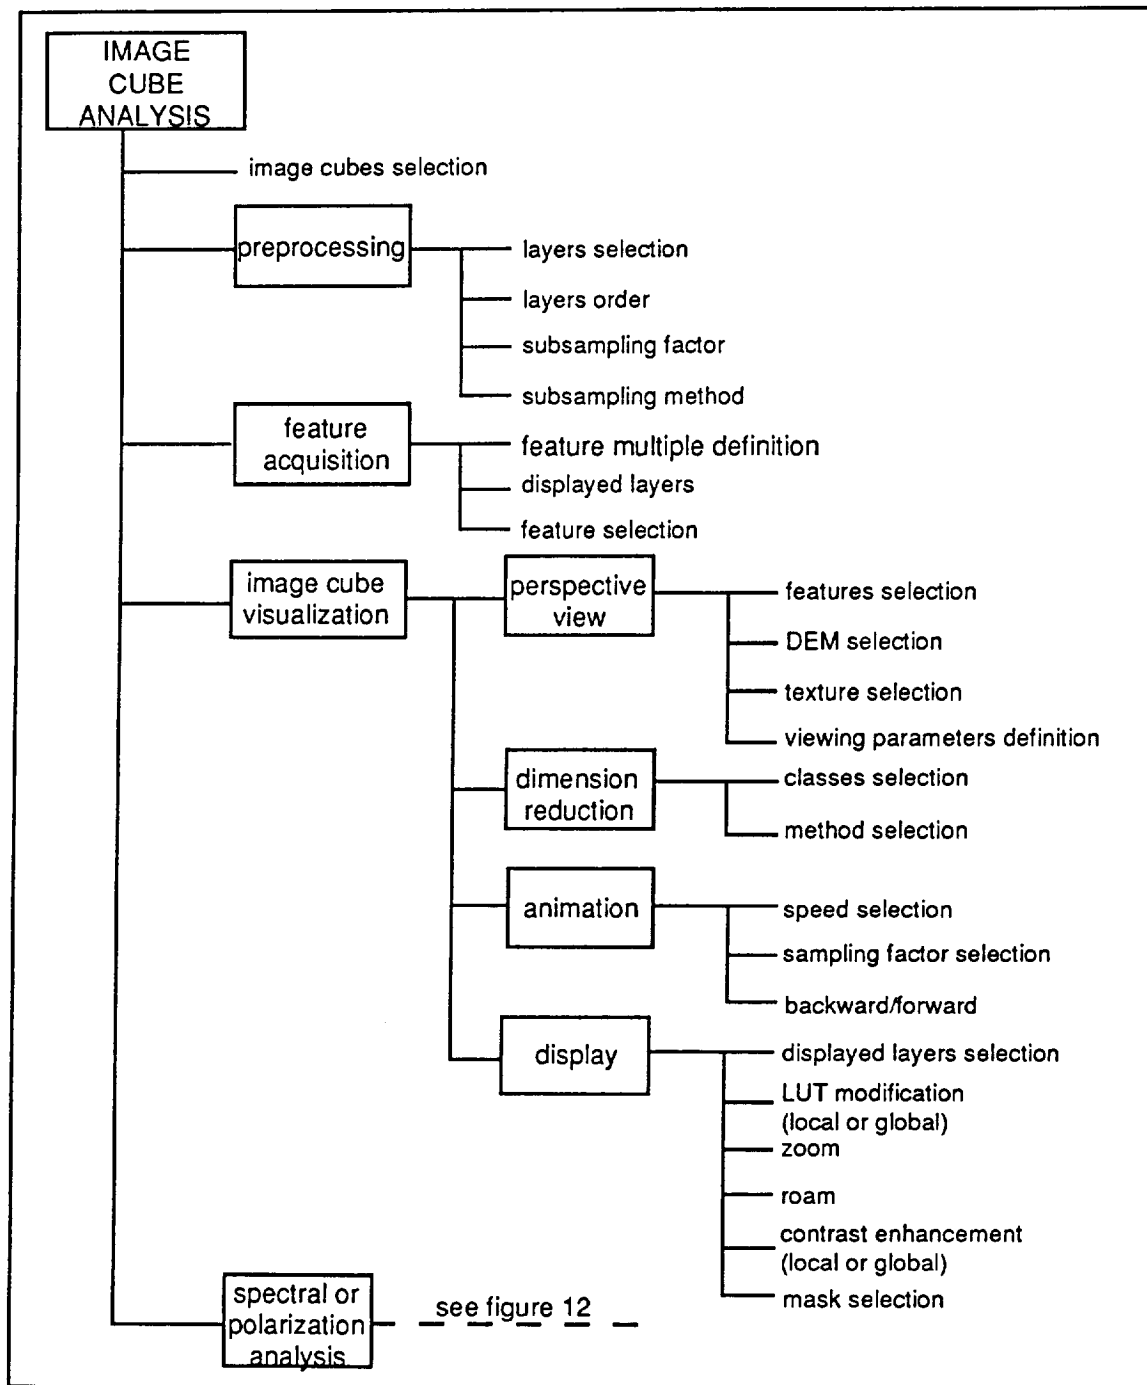 IMAGE
CUBE
ANALYSIS
image cubes selection
preprocessing
layers selection
layers order
subsampling factor
subsampling method
feature
acquisition
feature multiple definition
displayed layers
feature selection
image cube
visualization
perspective
view
features selection
DEM selection
texture selection
viewing parameters definition
dimension
reduction
classes selection
method selection
animation
speed selection
sampling factor selection
backward/forward
display
displayed layers selection
LUT modification
(local or global)
zoom
roam
contrast enhancement
(local or global)
mask selection
spectral or
polarization
analysis
see figure 12